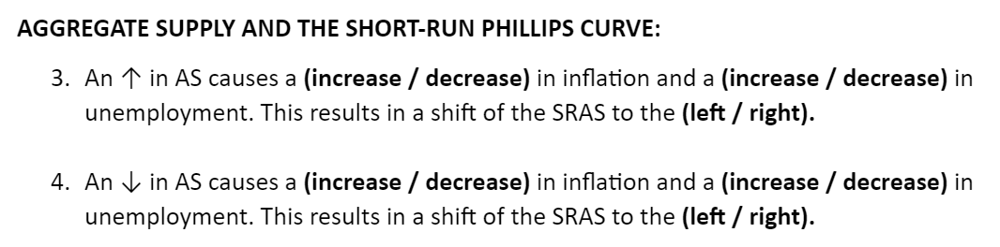 AGGREGATE SUPPLY AND THE SHORT-RUN PHILLIPS CURVE:
3. An ↑ in AS causes a (increase / decrease) in inflation and a (increase / decrease) in
unemployment. This results in a shift of the SRAS to the (left / right).
4. An ↓ in AS causes a (increase / decrease) in inflation and a (increase / decrease) in
unemployment. This results in a shift of the SRAS to the (left / right).